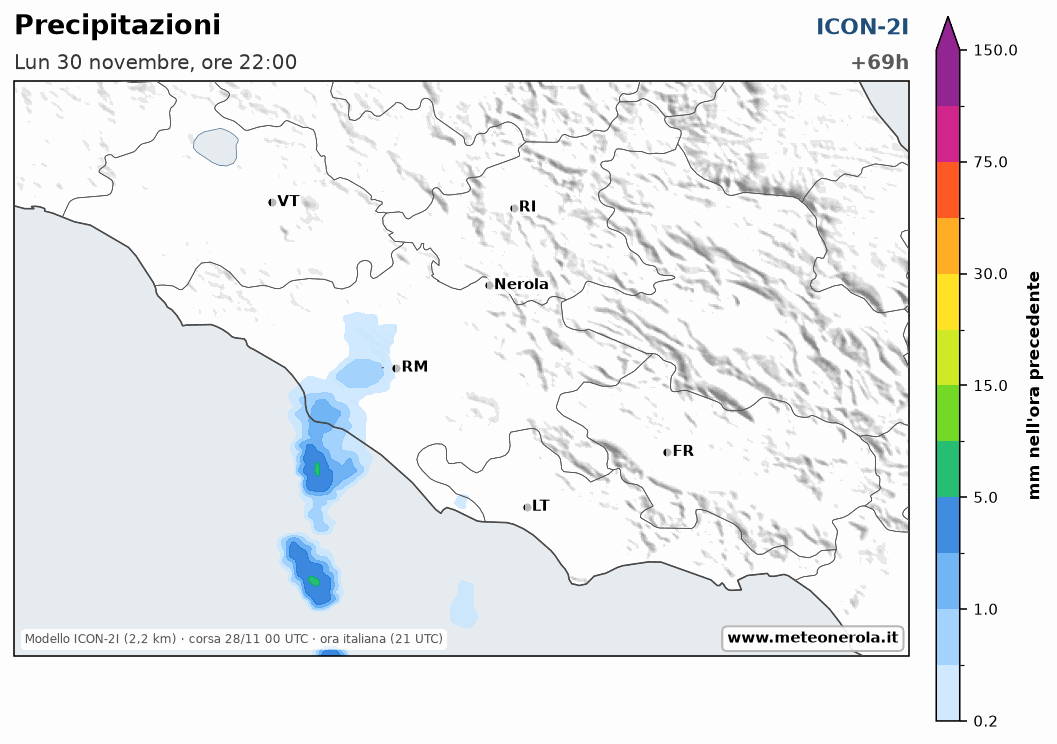 Precipitazioni
ICON-2I
Lun 30 novembre, ore 22:00
+69h
150.0
75.0
30.0
15.0
5.0
1.0
0.2
mm nell'ora precedente
VT
RI
Nerola
RM
FR
LT
Modello ICON-2I (2,2 km) · corsa 28/11 00 UTC · ora italiana (21 UTC)
www.meteonerola.it